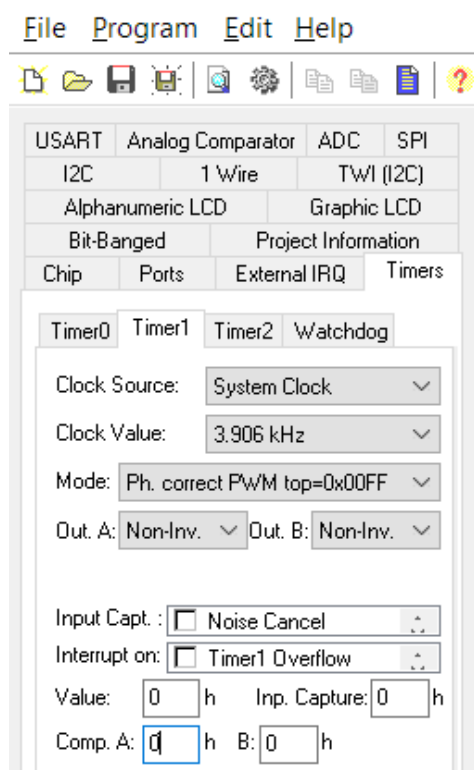 File Program Edit Help
?
USART Analog Comparator ADC SPI
I2C 1 Wire TWI (I2C)
Alphanumeric LCD Graphic LCD
Bit-Banged Project Information
Chip Ports External IRQ Timers
Timer0 Timer1 Timer2 Watchdog
Clock Source: System Clock
Clock Value: 3.906 kHz
Mode: Ph. correct PWM top=0x00FF
Out. A: Non-Inv. Out. B: Non-Inv.
Input Capt. : Noise Cancel
Interrupt on: Timer1 Overflow
Value: 0 h Inp. Capture: 0 h
Comp. A: 0 h B: 0 h